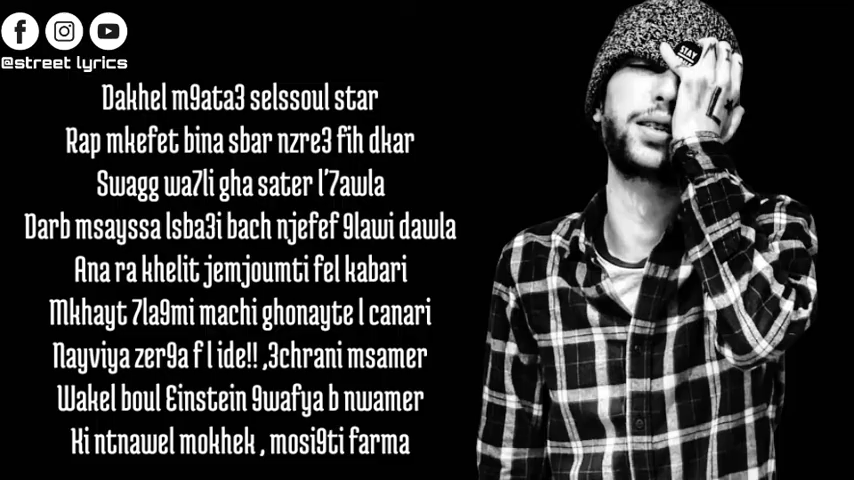 @street lyrics
STAY
Dakhel m9ata3 selssoul star
Rap mkefet bina sbar nzre3 fih dkar
Swagg wa7li gha sater l'7awla
Darb msayssa lsba3i bach njefef 9lawi dawla
Ana ra khelit jemjoumti fel kabari
Mkhayt 7la9mi machi ghonayte l canari
Nayviya zer9a f l ide!! ,3chrani msamer
Wakel boul Einstein 9wafya b nwamer
Ki ntnawel mokhek , mosi9ti farma